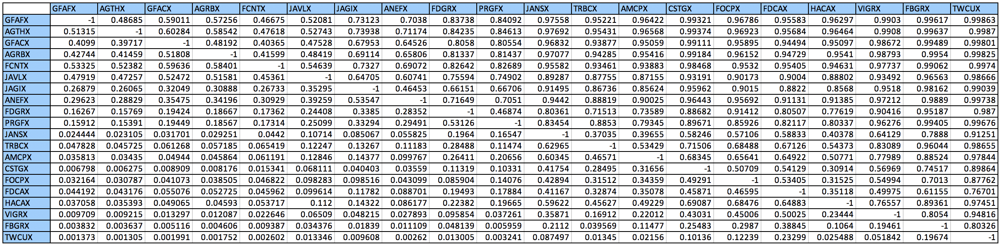 GFAFX AGTHX GFACX AGRBX FCNTX JAVLX JAGIX ANEFX FDGRX PRGFX JANSX TRBCX AMCPX CSTGX FOCPX FDCAX HACAX VIGRX FBGRX TWCUX
GFAFX -1 0.48685 0.59011 0.57256 0.46675 0.52081 0.73123 0.7038 0.83738 0.84092 0.97558 0.95221 0.96422 0.99321 0.96786 0.95583 0.96297 0.9903 0.99617 0.99863
AGTHX 0.51315 -1 0.60284 0.58542 0.47618 0.52743 0.73938 0.71174 0.84235 0.84613 0.97692 0.95431 0.96568 0.99374 0.96923 0.95684 0.96464 0.9908 0.99637 0.9987
GFACX 0.4099 0.39717 -1 0.48192 0.40365 0.47528 0.67953 0.64526 0.8058 0.80554 0.96832 0.93877 0.95059 0.99111 0.95895 0.94494 0.95097 0.98672 0.99489 0.99801
AGRBX 0.42744 0.41459 0.51808 -1 0.41599 0.48419 0.69114 0.65806 0.81337 0.81437 0.97077 0.94285 0.95416 0.99184 0.96152 0.94729 0.9541 0.98793 0.9954 0.99825
FCNTX 0.53325 0.52382 0.59636 0.58401 -1 0.54639 0.7327 0.69072 0.82642 0.82689 0.95582 0.93461 0.93883 0.98468 0.9532 0.95405 0.94631 0.97737 0.99062 0.9974
JAVLX 0.47919 0.47257 0.52472 0.51581 0.45361 -1 0.64705 0.60741 0.75594 0.74902 0.89287 0.87755 0.87155 0.93191 0.90173 0.9004 0.88802 0.93492 0.96563 0.98666
JAGIX 0.26879 0.26065 0.32049 0.30888 0.26733 0.35295 -1 0.46453 0.66151 0.66706 0.91495 0.86736 0.85624 0.95962 0.9015 0.8822 0.8568 0.9518 0.98162 0.99039
ANEFX 0.29623 0.28829 0.35475 0.34196 0.30929 0.39259 0.53547 -1 0.71649 0.7051 0.9442 0.88819 0.90025 0.96443 0.95692 0.91131 0.91385 0.97212 0.9889 0.99738
FDGRX 0.16267 0.15769 0.19424 0.18667 0.17362 0.24408 0.3385 0.28352 -1 0.46874 0.80361 0.71513 0.73589 0.88682 0.91412 0.80507 0.77619 0.90416 0.95187 0.987
PRGFX 0.15912 0.15391 0.19449 0.18567 0.17314 0.25099 0.33294 0.29491 0.53126 -1 0.83454 0.8853 0.79345 0.89671 0.85926 0.82117 0.80337 0.96276 0.99405 0.99676
JANSX 0.024444 0.023105 0.031701 0.029251 0.0442 0.10714 0.085067 0.055825 0.1964 0.16547 -1 0.37035 0.39655 0.58246 0.57106 0.58833 0.40378 0.64129 0.7888 0.91251
TRBCX 0.047828 0.045725 0.061268 0.057185 0.065419 0.12247 0.13267 0.11183 0.28488 0.11474 0.62965 -1 0.53429 0.71506 0.68488 0.67126 0.54373 0.83089 0.96044 0.98655
AMCPX 0.035813 0.03435 0.04944 0.045864 0.061191 0.12846 0.14377 0.099767 0.26411 0.20656 0.60345 0.46571 -1 0.68345 0.65641 0.64922 0.50771 0.77989 0.88524 0.97844
CSTGX 0.006798 0.006275 0.008909 0.008176 0.015341 0.068111 0.040403 0.03559 0.11319 0.10331 0.41754 0.28495 0.31656 -1 0.50709 0.54129 0.30914 0.56969 0.74517 0.89864
FOCPX 0.032164 0.030787 0.041073 0.038505 0.046822 0.098283 0.098516 0.043099 0.085904 0.14076 0.42894 0.31512 0.34359 0.49291 -1 0.53405 0.31525 0.54994 0.7013 0.87762
FDCAX 0.044192 0.043176 0.055076 0.052725 0.045962 0.099614 0.11782 0.088701 0.19493 0.17884 0.41167 0.32874 0.35078 0.45871 0.46595 -1 0.35118 0.49975 0.61155 0.76701
HACAX 0.037058 0.035393 0.049065 0.04593 0.053717 0.112 0.14322 0.086177 0.22382 0.19665 0.59622 0.45627 0.49229 0.69087 0.68476 0.64883 -1 0.76557 0.89361 0.97451
VIGRX 0.009709 0.009215 0.013297 0.012087 0.022646 0.06509 0.048215 0.027893 0.095854 0.037261 0.35871 0.16912 0.22012 0.43031 0.45006 0.50025 0.23444 -1 0.8054 0.94816
FBGRX 0.003832 0.003637 0.005116 0.004606 0.009387 0.034376 0.01839 0.011109 0.048139 0.005959 0.2112 0.039569 0.11477 0.25483 0.2987 0.38845 0.1064 0.19461 -1 0.80326
TWCUX 0.001373 0.001305 0.001991 0.001752 0.002602 0.013346 0.009608 0.00262 0.013005 0.003241 0.087497 0.01345 0.02156 0.10136 0.12239 0.23299 0.025488 0.051842 0.19674 -1